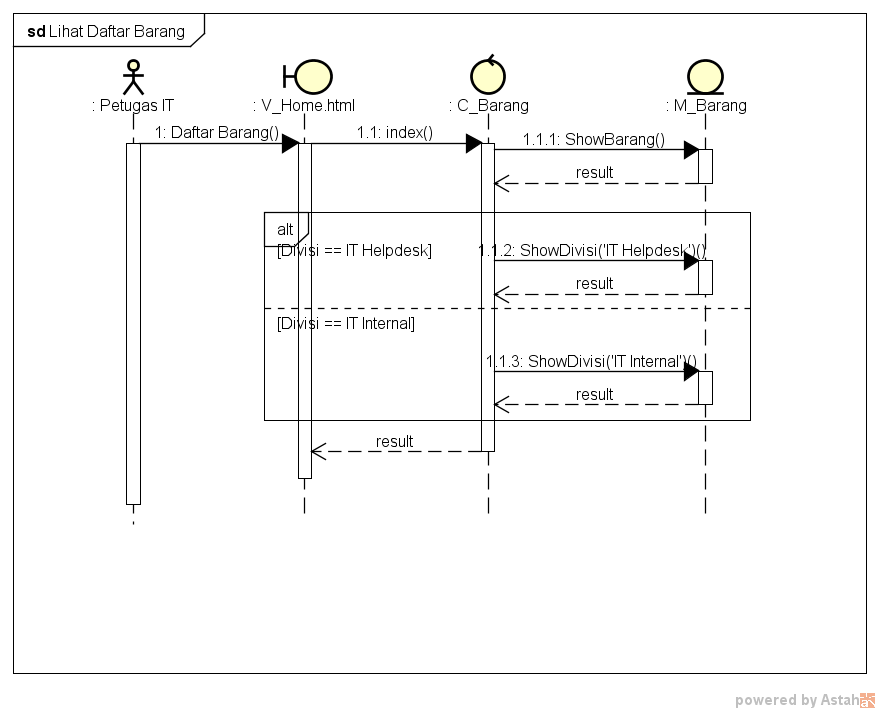 sd Lihat Daftar Barang
: Petugas IT
: V_Home.html
: C_Barang
: M_Barang
1: Daftar Barang()
1.1: index()
1.1.1: ShowBarang()
result
alt
[Divisi == IT Helpdesk]
1.1.2: ShowDivisi('IT Helpdesk')()
result
[Divisi == IT Internal]
1.1.3: ShowDivisi('IT Internal')()
result
result
powered by Astah